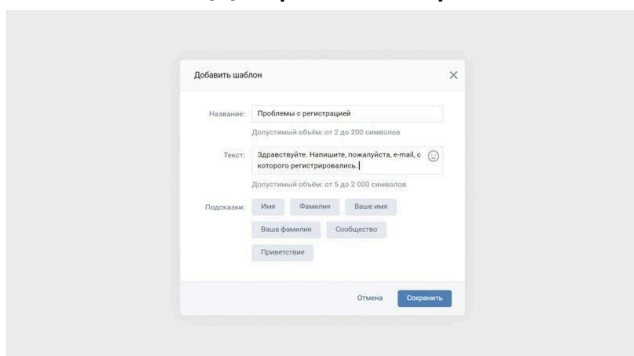 Добавить шаблон
Название: Проблемы с регистрацией
Допустимый объём: от 2 до 200 символов
Текст: Здравствуйте. Напишите, пожалуйста, e-mail, с
которого регистрировались.
Допустимый объём: от 5 до 2 000 символов
Подсказки: Имя Фамилия Ваше имя
Ваша фамилия Сообщество
Приветствие
Отмена Сохранить